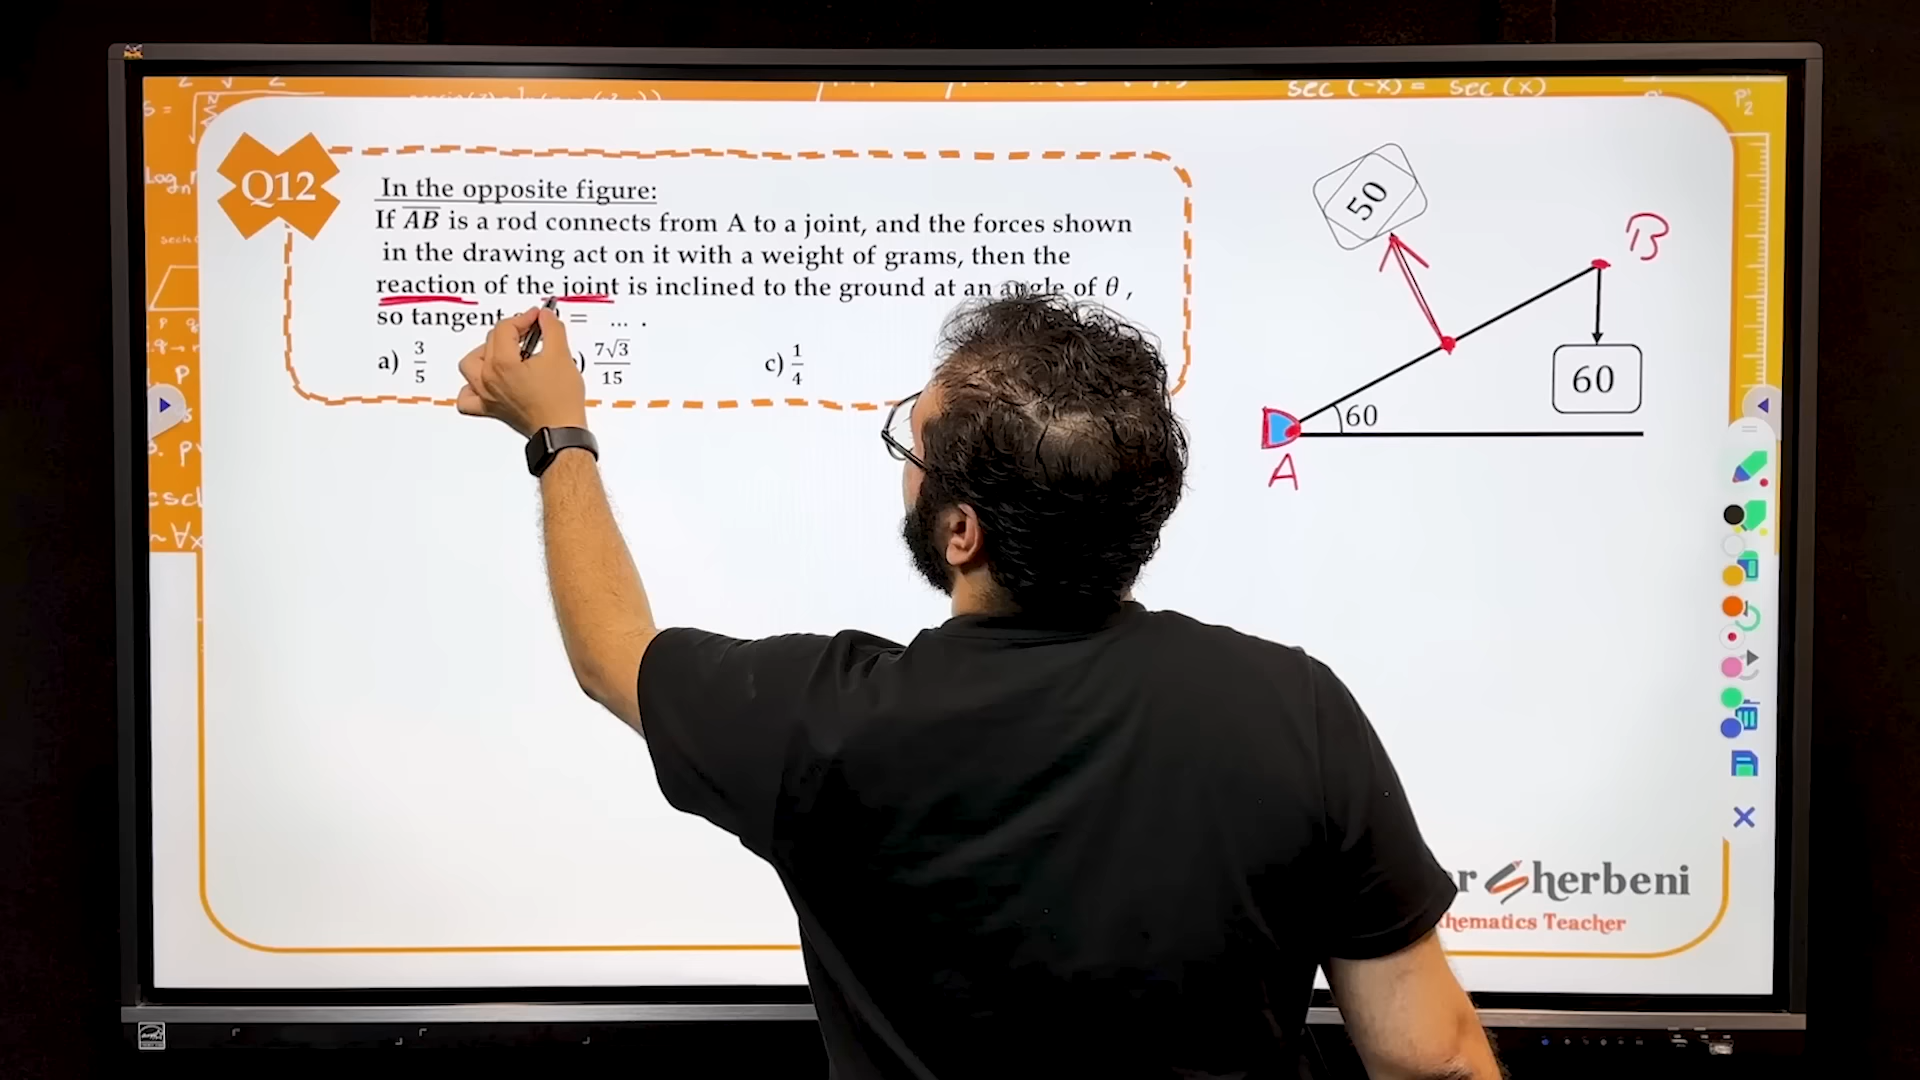 sec (-x) = sec (x)
Q12
In the opposite figure:
If AB is a rod connects from A to a joint, and the forces shown
in the drawing act on it with a weight of grams, then the
reaction of the joint is inclined to the ground at an angle of θ ,
so tangent = ... .
a) 3/5
) 7√3/15
c) 1/4
50
B
60
60
A
r Sherbeni
hematics Teacher